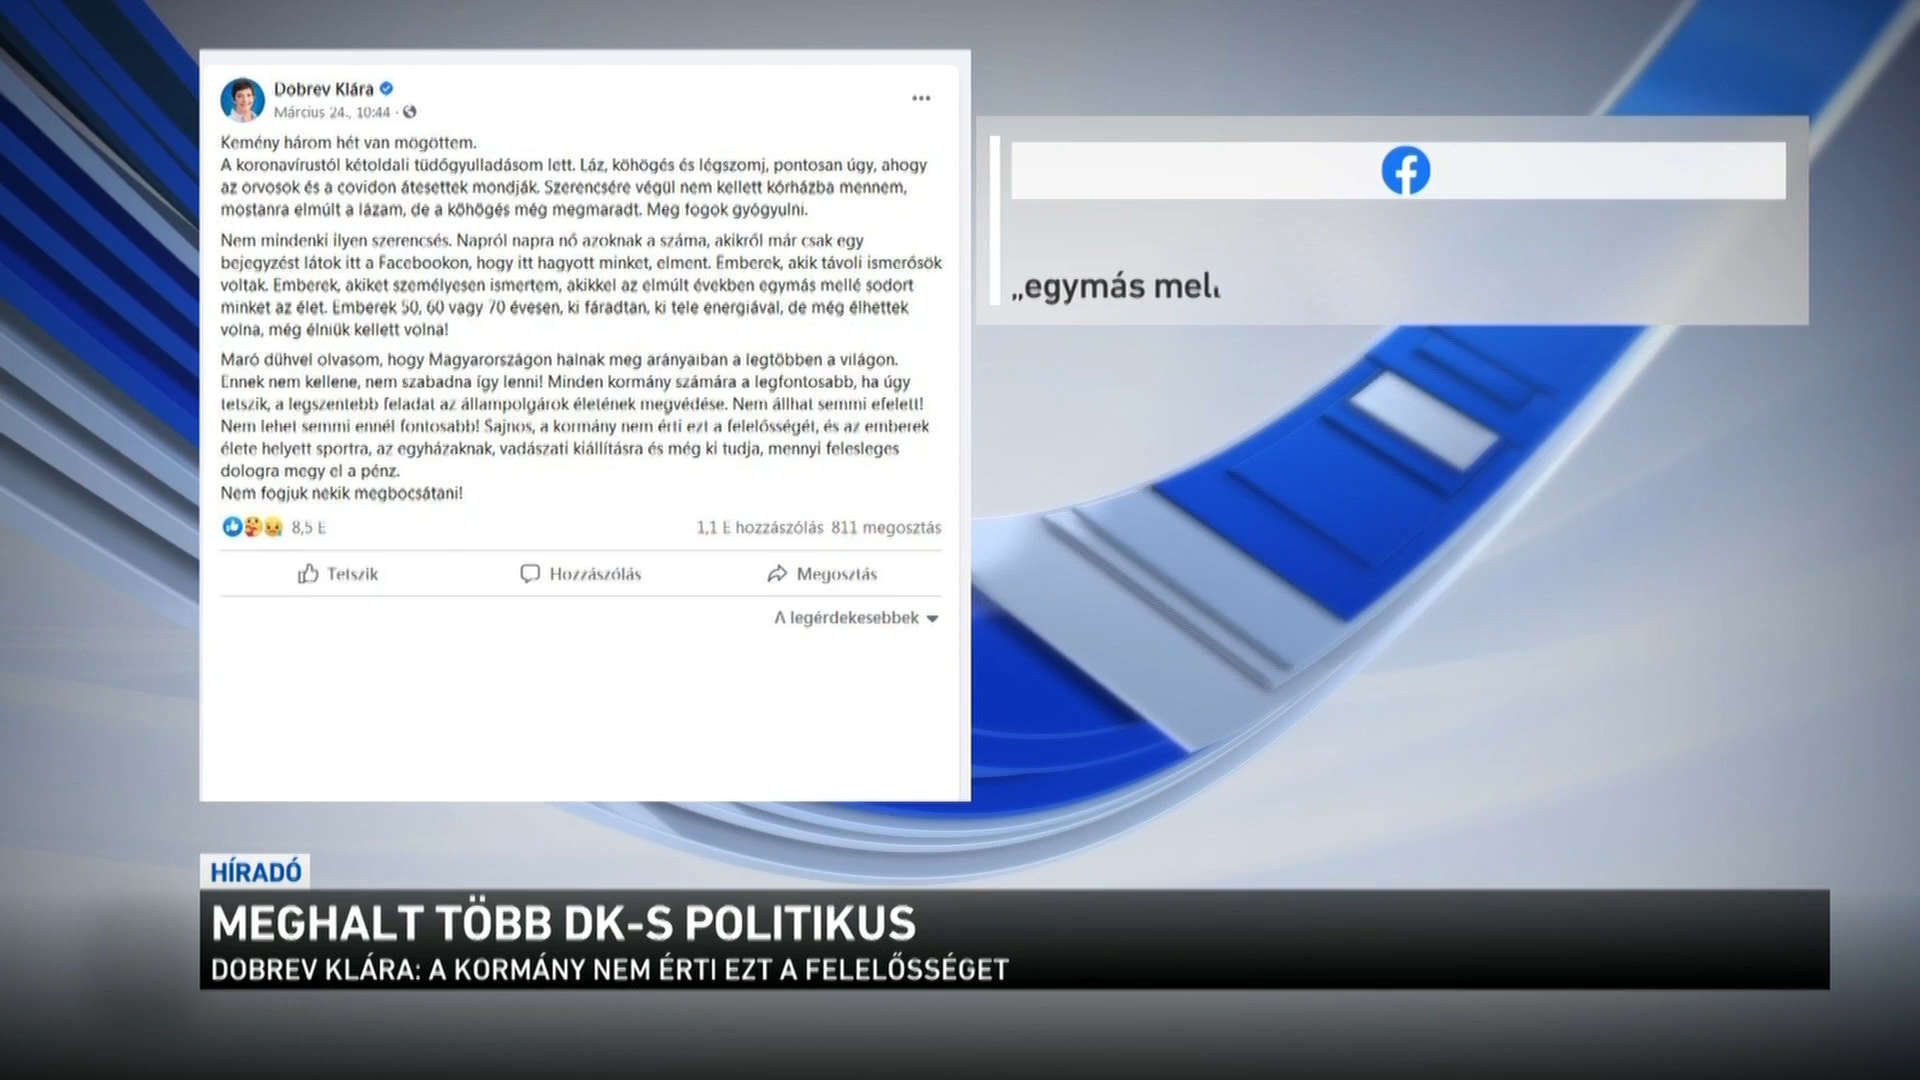 Dobrev Klára
Március 24., 10:44 ·
Kemény három hét van mögöttem.
A koronavírustól kétoldali tüdőgyulladásom lett. Láz, köhögés és légszomj, pontosan úgy, ahogy
az orvosok és a covidon átesettek mondják. Szerencsére végül nem kellett kórházba mennem,
mostanra elmúlt a lázam, de a köhögés még megmaradt. Meg fogok gyógyulni.
Nem mindenki ilyen szerencsés. Napról napra nő azoknak a száma, akikről már csak egy
bejegyzést látok itt a Facebookon, hogy itt hagyott minket, elment. Emberek, akik távoli ismerősök
voltak. Emberek, akiket személyesen ismertem, akikkel az elmúlt években egymás mellé sodort
minket az élet. Emberek 50, 60 vagy 70 évesen, ki fáradtan, ki tele energiával, de még élhettek
volna, még élniük kellett volna!
Maró dühvel olvasom, hogy Magyarországon halnak meg arányaiban a legtöbben a világon.
Ennek nem kellene, nem szabadna így lenni! Minden kormány számára a legfontosabb, ha úgy
tetszik, a legszentebb feladat az állampolgárok életének megvédése. Nem állhat semmi efelett!
Nem lehet semmi ennél fontosabb! Sajnos, a kormány nem érti ezt a felelősségét, és az emberek
élete helyett sportra, az egyházaknak, vadászati kiállításra és még ki tudja, mennyi felesleges
dologra megy el a pénz.
Nem fogjuk nekik megbocsátani!
8,5 E
1,1 E hozzászólás 811 megosztás
Tetszik
Hozzászólás
Megosztás
A legérdekesebbek
„egymás mel
HÍRADÓ
MEGHALT TÖBB DK-S POLITIKUS
DOBREV KLÁRA: A KORMÁNY NEM ÉRTI EZT A FELELŐSSÉGET